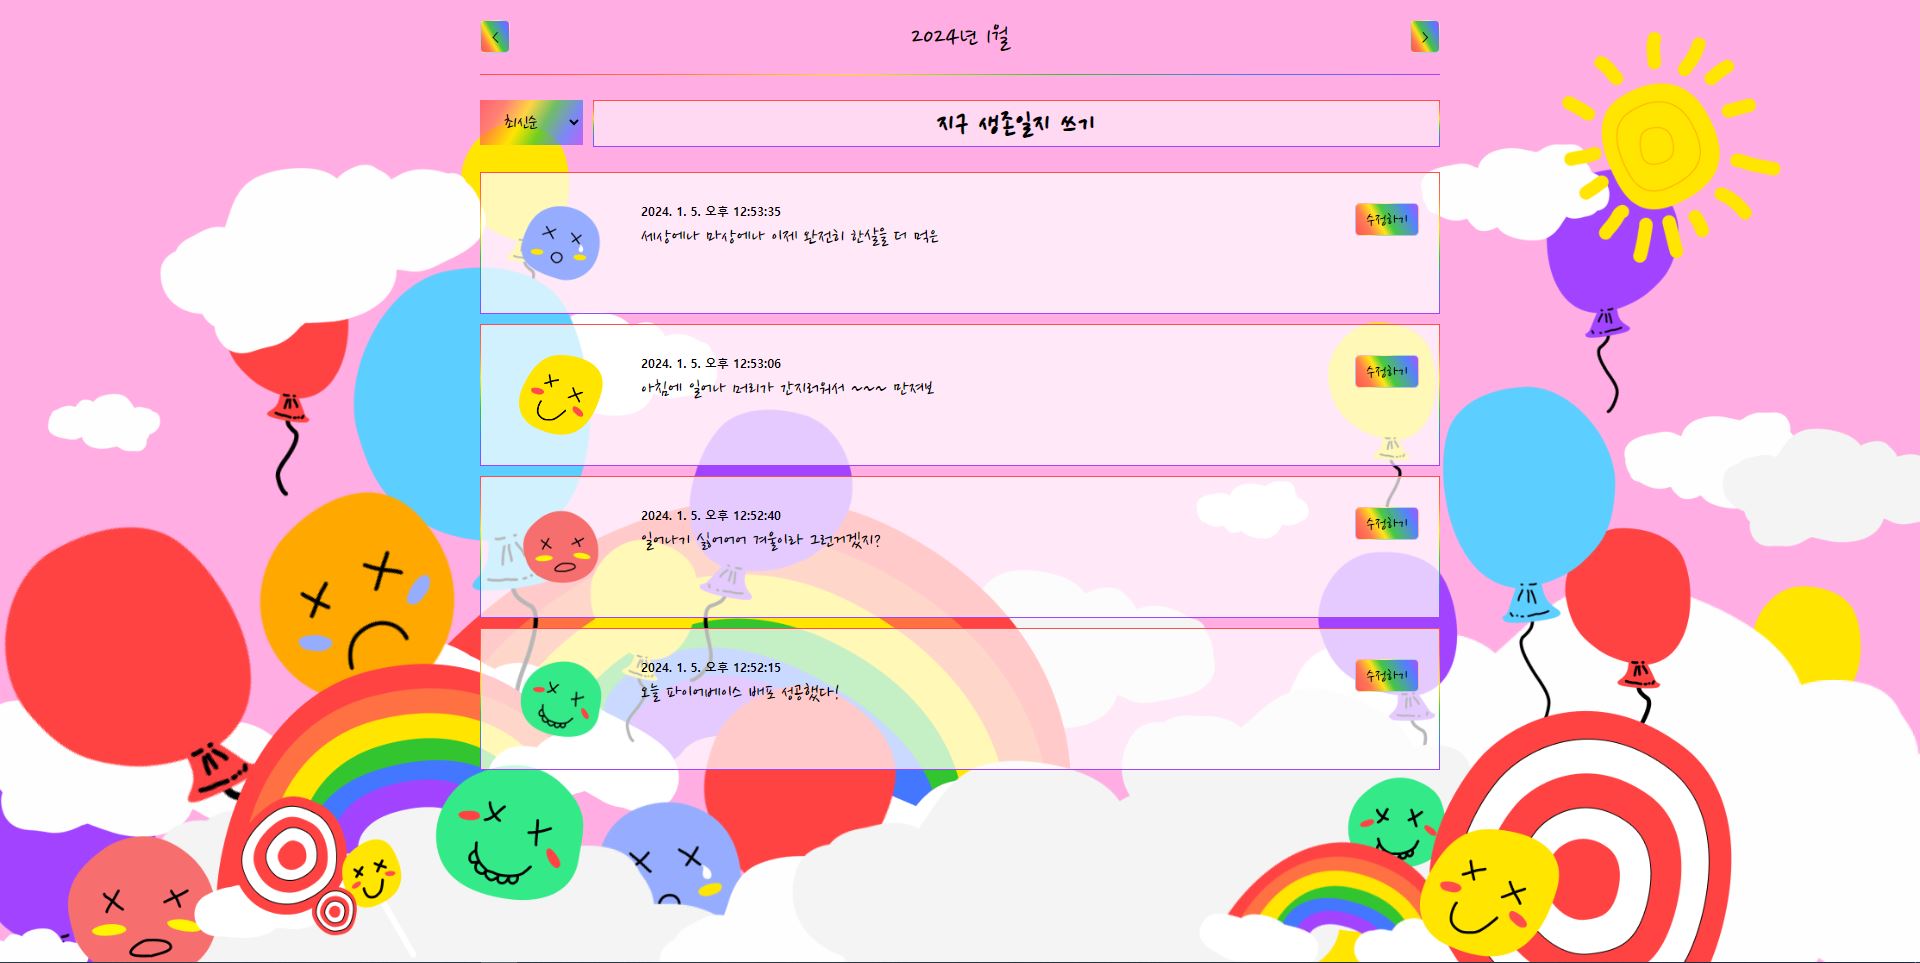 <
2024년 1월
>
최신순
지구 생존일지 쓰기
2024. 1. 5. 오후 12:53:35
수정하기
세상에나 마상에나 이제 완전히 한살을 더 먹은
2024. 1. 5. 오후 12:53:06
수정하기
아침에 일어나 머리가 간지러워서 ~~~ 만져보
2024. 1. 5. 오후 12:52:40
수정하기
일어나기 싫어어어 겨울이라 그런거겠지?
2024. 1. 5. 오후 12:52:15
수정하기
오늘 파이어베이스 배포 성공했다!